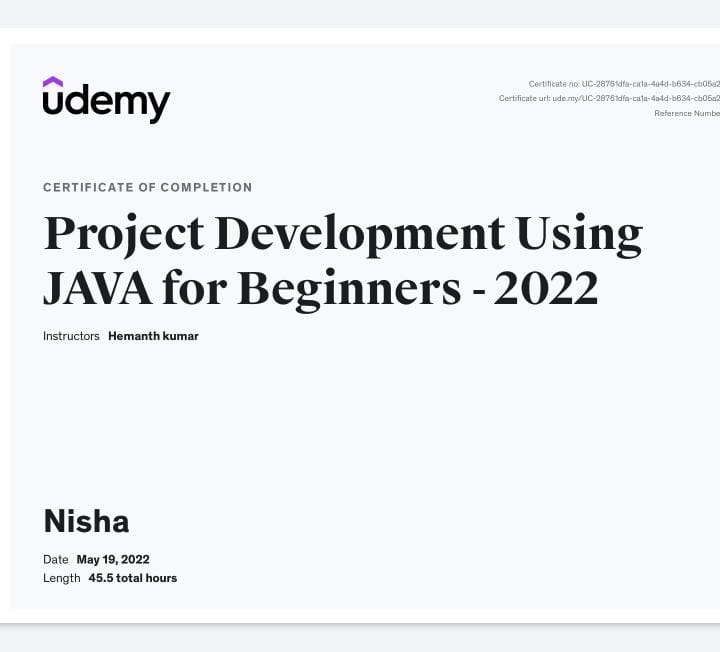 udemy
Certificate no: UC-28761dfa-ca1a-4a4d-b634-cb05a2
Certificate url: ude.my/UC-28761dfa-ca1a-4a4d-b634-cb05a2
Reference Numbe
CERTIFICATE OF COMPLETION
Project Development Using
JAVA for Beginners - 2022
Instructors Hemanth kumar
Nisha
Date May 19, 2022
Length 45.5 total hours